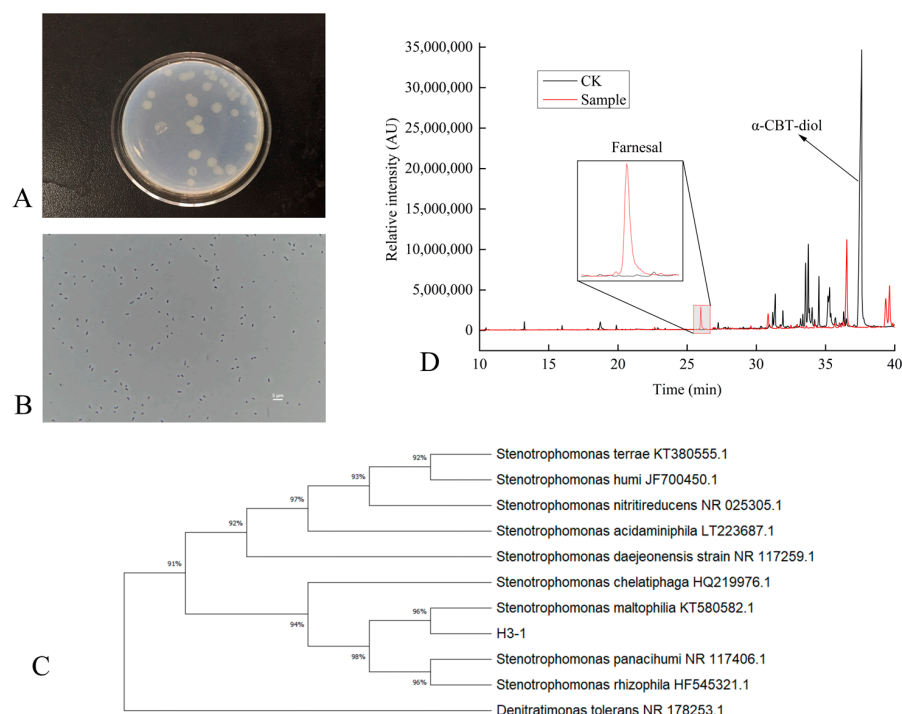 A
B
5 μm
35,000,000
30,000,000
25,000,000
20,000,000
15,000,000
10,000,000
5,000,000
0
Relative intensity (AU)
CK
Sample
Farnesal
α-CBT-diol
10
15
20
25
30
35
40
Time (min)
D
C
92%
93%
97%
92%
91%
94%
96%
98%
96%
Stenotrophomonas terrae KT380555.1
Stenotrophomonas humi JF700450.1
Stenotrophomonas nitritireducens NR 025305.1
Stenotrophomonas acidaminiphila LT223687.1
Stenotrophomonas daejeonensis strain NR 117259.1
Stenotrophomonas chelatiphaga HQ219976.1
Stenotrophomonas maltophilia KT580582.1
H3-1
Stenotrophomonas panacihumi NR 117406.1
Stenotrophomonas rhizophila HF545321.1
Denitratimonas tolerans NR 178253.1